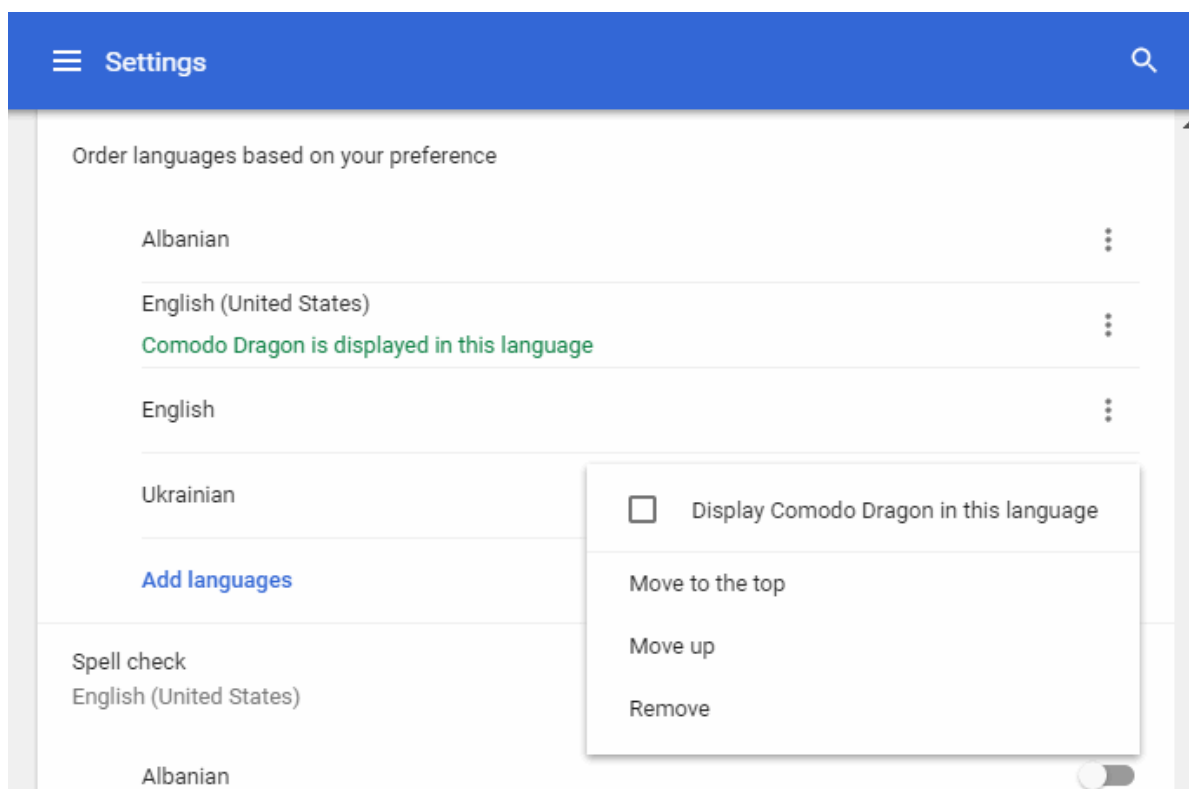 Settings
Order languages based on your preference
Albanian
English (United States)
Comodo Dragon is displayed in this language
English
Ukrainian
Display Comodo Dragon in this language
Move to the top
Move up
Remove
Add languages
Spell check
English (United States)
Albanian